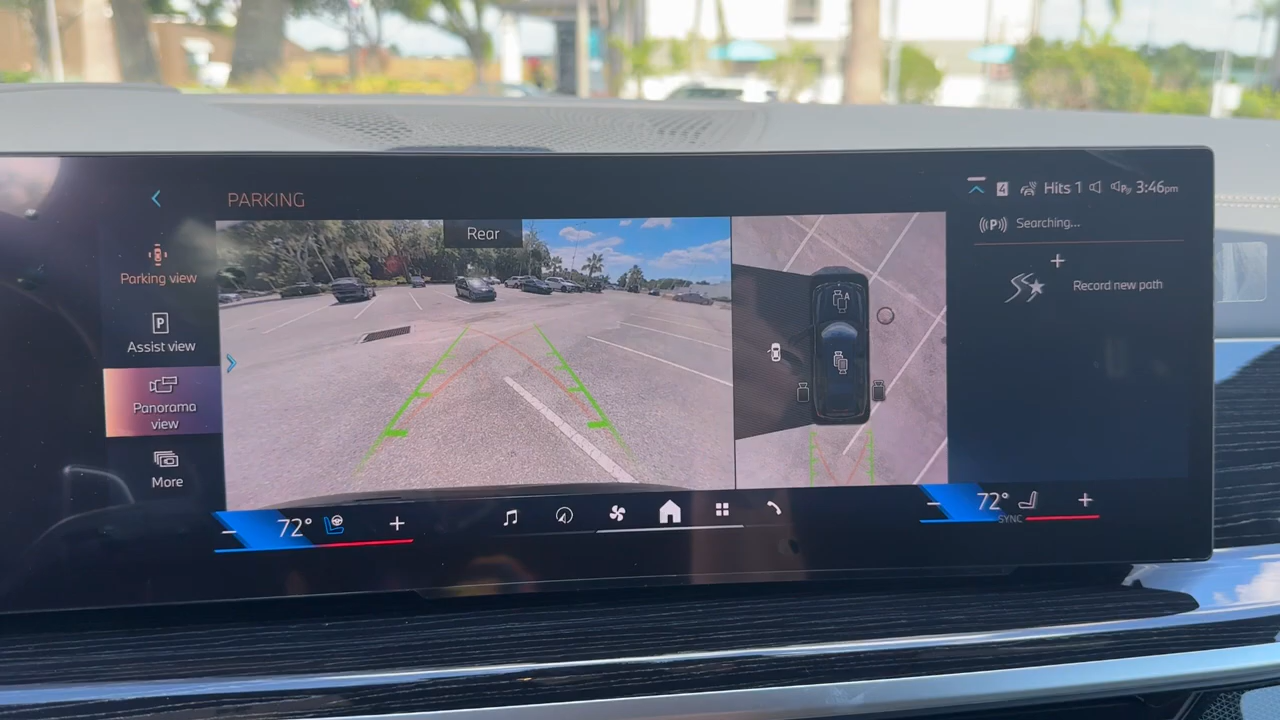 PARKING
4
Hits 1
3:46pm
Parking view
P
Assist view
Panorama
view
More
Rear
A
(P)
Searching...
Record new path
72°
+
72°
SYNC
+